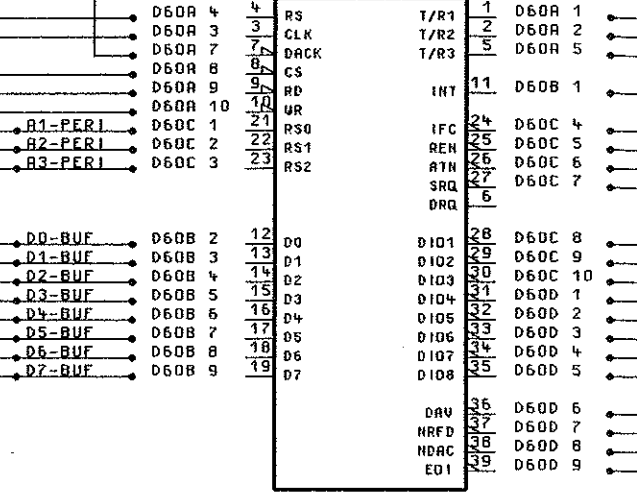 D60A 4 4 RS T/R1 1 D60A 1
D60A 3 3 CLK T/R2 2 D60A 2
D60A 7 7 DACK T/R3 5 D60A 5
D60A 8 8 CS
D60A 9 9 RD INT 11 D60B 1
D60A 10 10 WR
A1-PERI D60C 1 21 RS0 IFC 24 D60C 4
A2-PERI D60C 2 22 RS1 REN 25 D60C 5
A3-PERI D60C 3 23 RS2 ATN 26 D60C 6
SRQ 27 D60C 7
DRQ 6
D0-BUF D60B 2 12 D0 DIO1 28 D60C 8
D1-BUF D60B 3 13 D1 DIO2 29 D60C 9
D2-BUF D60B 4 14 D2 DIO3 30 D60C 10
D3-BUF D60B 5 15 D3 DIO4 31 D60D 1
D4-BUF D60B 6 16 D4 DIO5 32 D60D 2
D5-BUF D60B 7 17 D5 DIO6 33 D60D 3
D6-BUF D60B 8 18 D6 DIO7 34 D60D 4
D7-BUF D60B 9 19 D7 DIO8 35 D60D 5
DAV 36 D60D 6
NRFD 37 D60D 7
NDAC 38 D60D 8
EOI 39 D60D 9